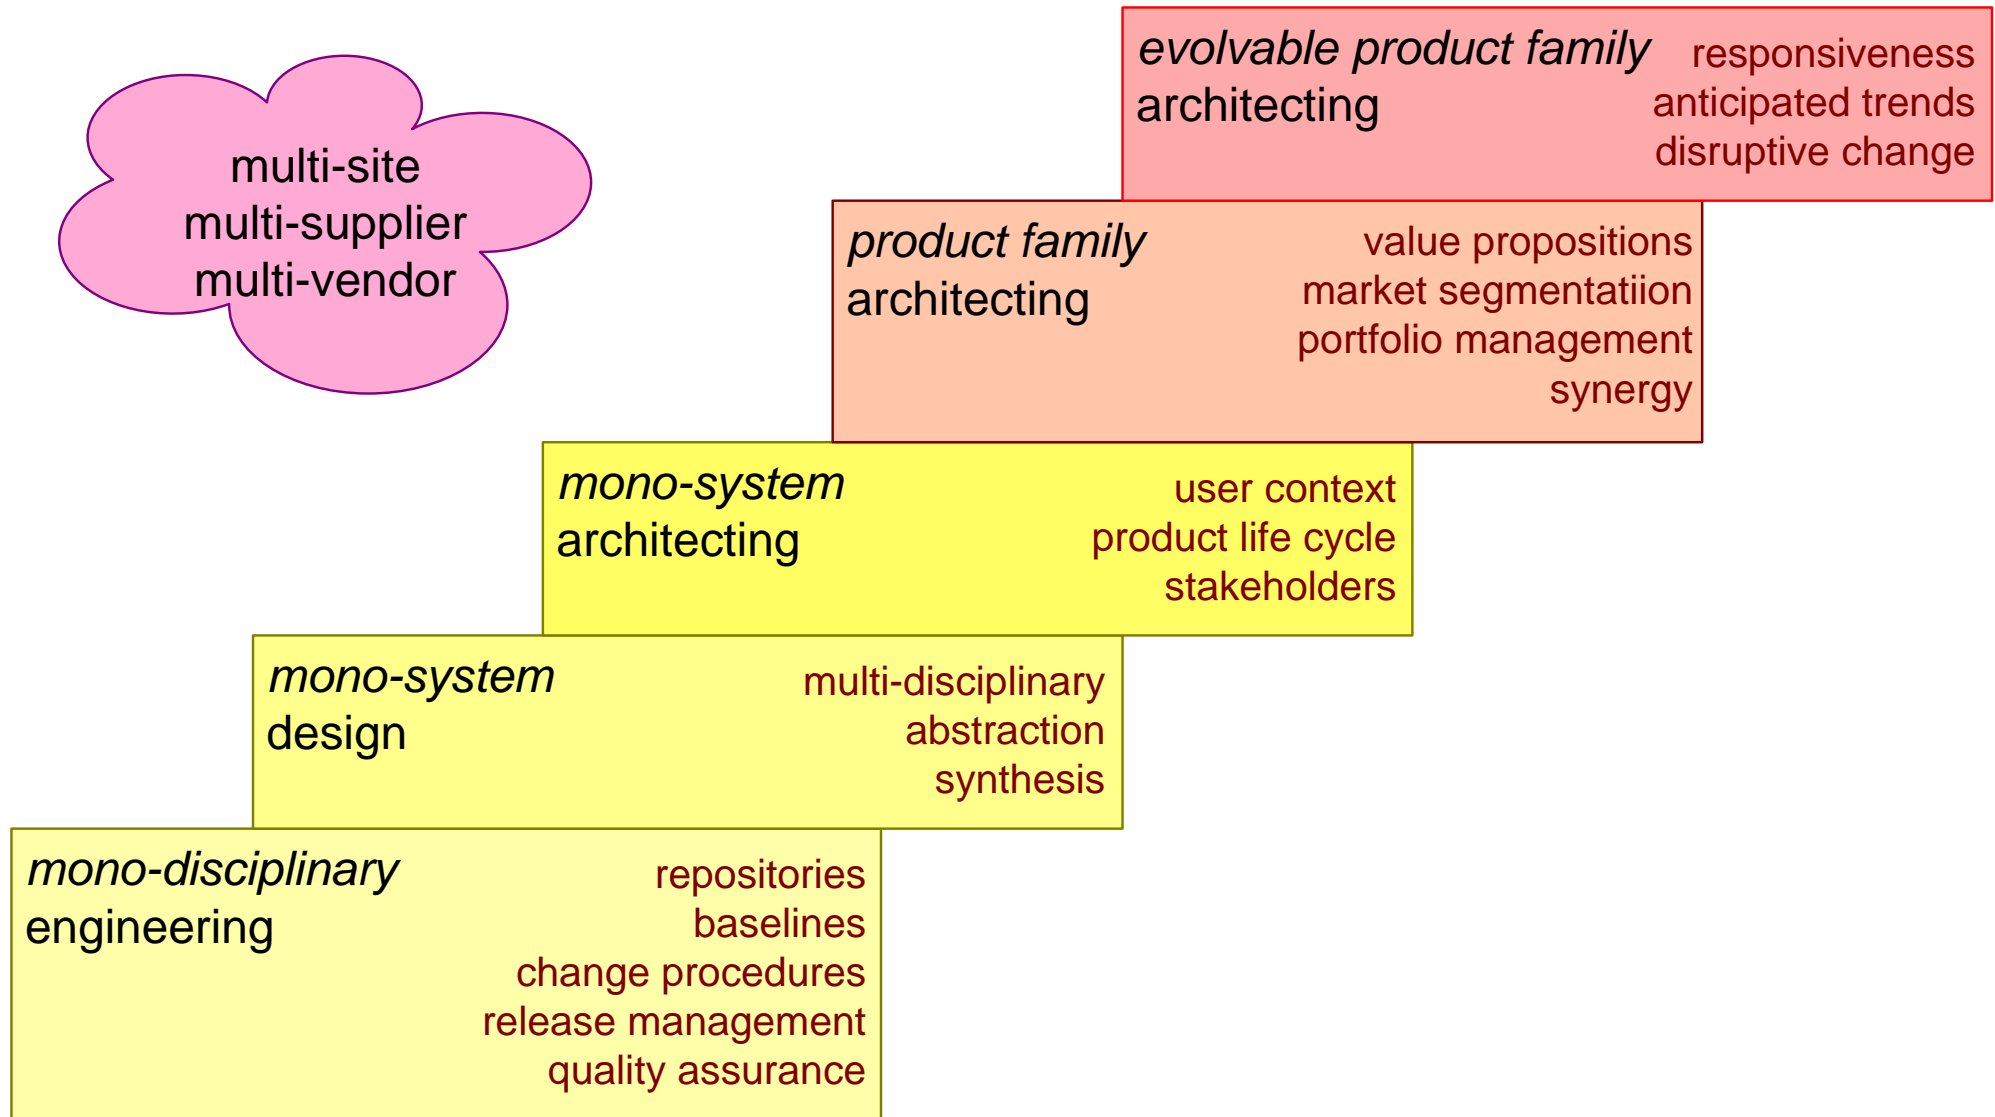 multi-site
multi-supplier
multi-vendor
evolvable product family
architecting
responsiveness
anticipated trends
disruptive change
product family
architecting
value propositions
market segmentatiion
portfolio management
synergy
mono-system
architecting
user context
product life cycle
stakeholders
mono-system
design
multi-disciplinary
abstraction
synthesis
mono-disciplinary
engineering
repositories
baselines
change procedures
release management
quality assurance